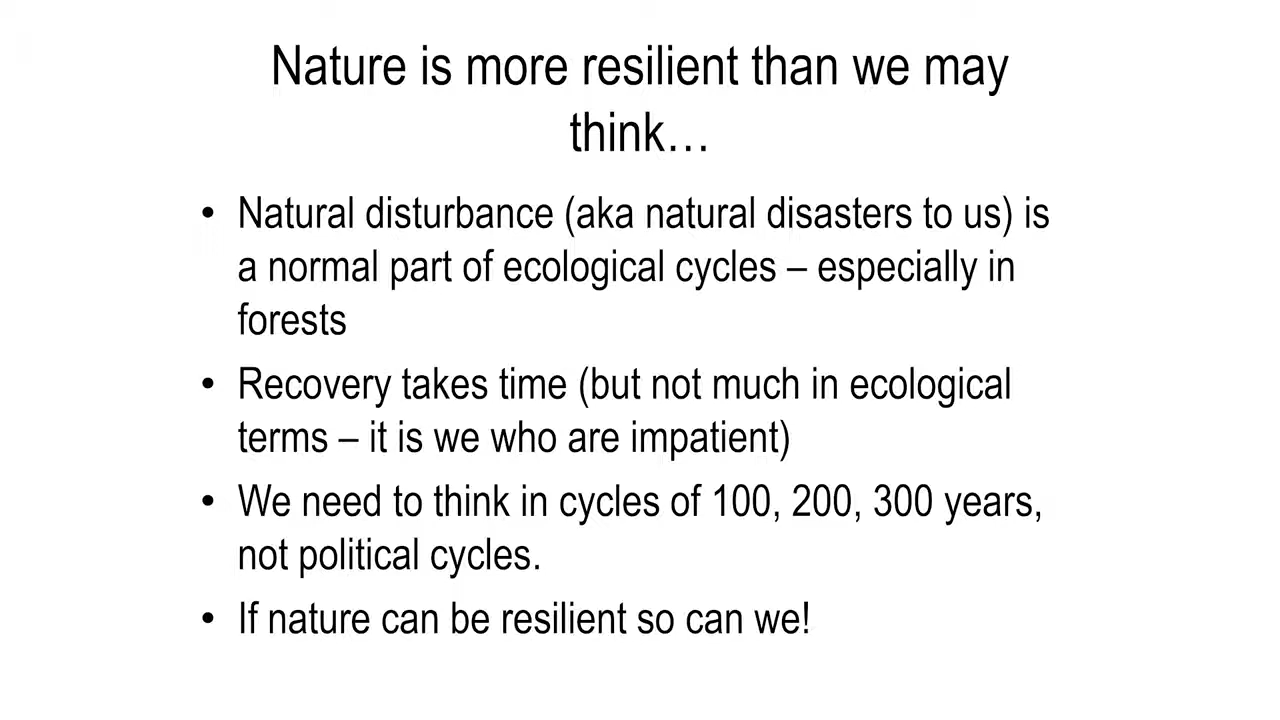 Nature is more resilient than we may
think…
• Natural disturbance (aka natural disasters to us) is
a normal part of ecological cycles – especially in
forests
• Recovery takes time (but not much in ecological
terms – it is we who are impatient)
• We need to think in cycles of 100, 200, 300 years,
not political cycles.
• If nature can be resilient so can we!